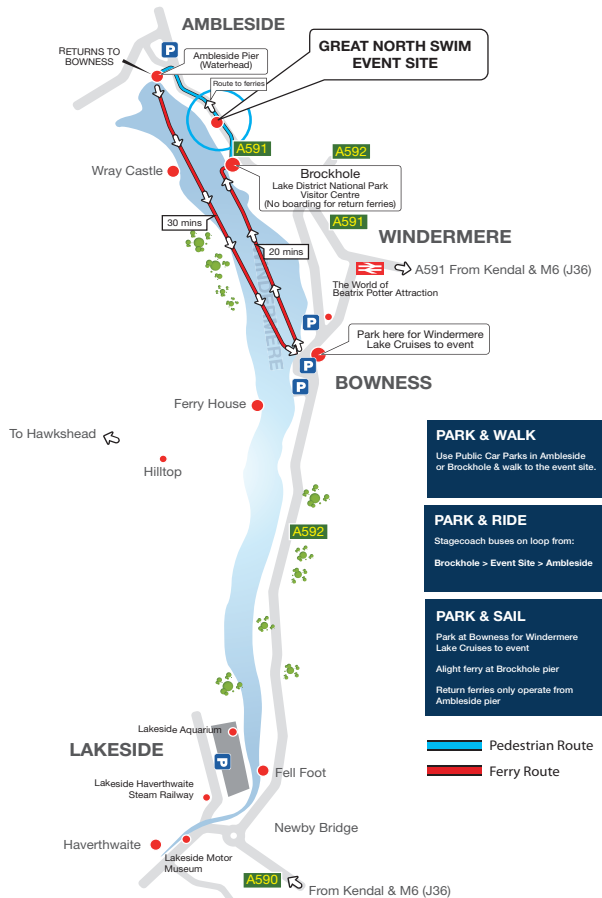 AMBLESIDE
P
RETURNS TO
BOWNESS
Ambleside Pier
(Waterhead)
GREAT NORTH SWIM
EVENT SITE
Route to ferries
A591
A592
Wray Castle
Brockhole
Lake District National Park
Visitor Centre
(No boarding for return ferries)
A591
30 mins
20 mins
WINDERMERE
WINDERMERE
A591 From Kendal & M6 (J36)
The World of
Beatrix Potter Attraction
P
Park here for Windermere
Lake Cruises to event
P
P
BOWNESS
Ferry House
To Hawkshead
Hilltop
PARK & WALK
Use Public Car Parks in Ambleside
or Brockhole & walk to the event site.
A592
PARK & RIDE
Stagecoach buses on loop from:
Brockhole > Event Site > Ambleside
PARK & SAIL
Park at Bowness for Windermere
Lake Cruises to event
Alight ferry at Brockhole pier
Return ferries only operate from
Ambleside pier
Lakeside Aquarium
LAKESIDE
P
Pedestrian Route
Ferry Route
Fell Foot
Lakeside Haverthwaite
Steam Railway
Newby Bridge
Haverthwaite
Lakeside Motor
Museum
A590
From Kendal & M6 (J36)